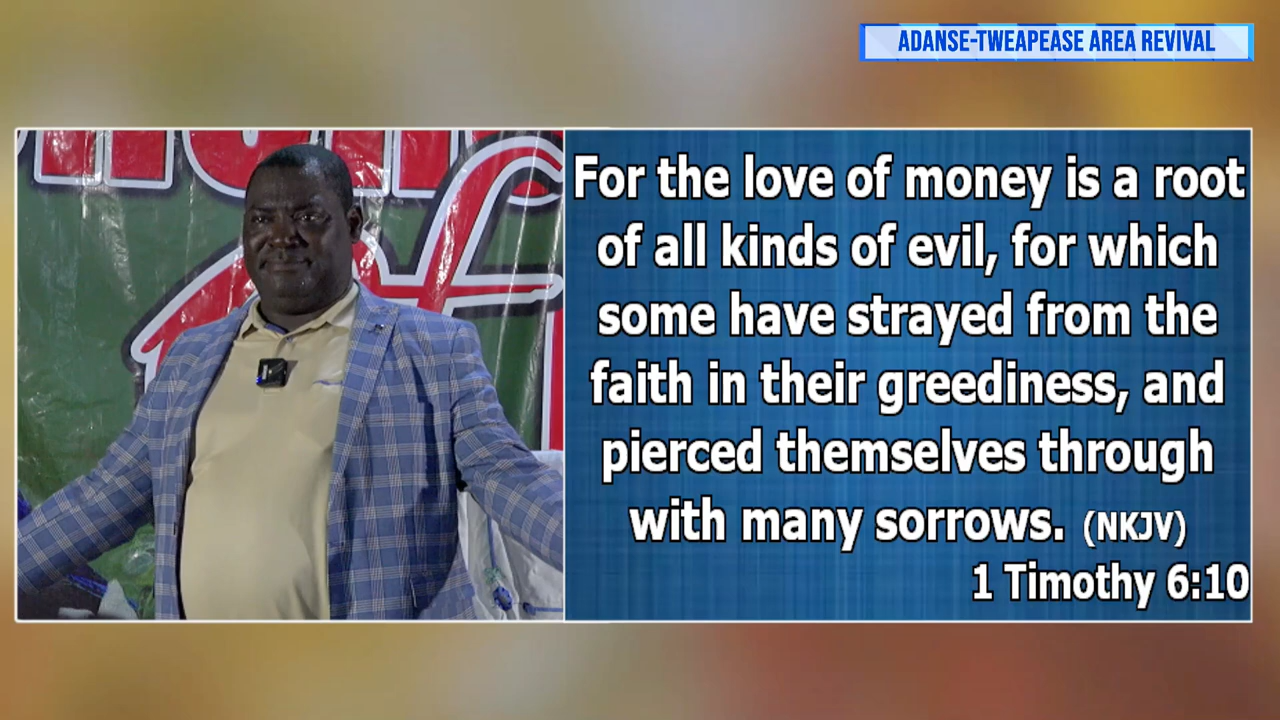 ADANSE-TWEAPEASE AREA REVIVAL
For the love of money is a root
of all kinds of evil, for which
some have strayed from the
faith in their greediness, and
pierced themselves through
with many sorrows. (NKJV)
1 Timothy 6:10